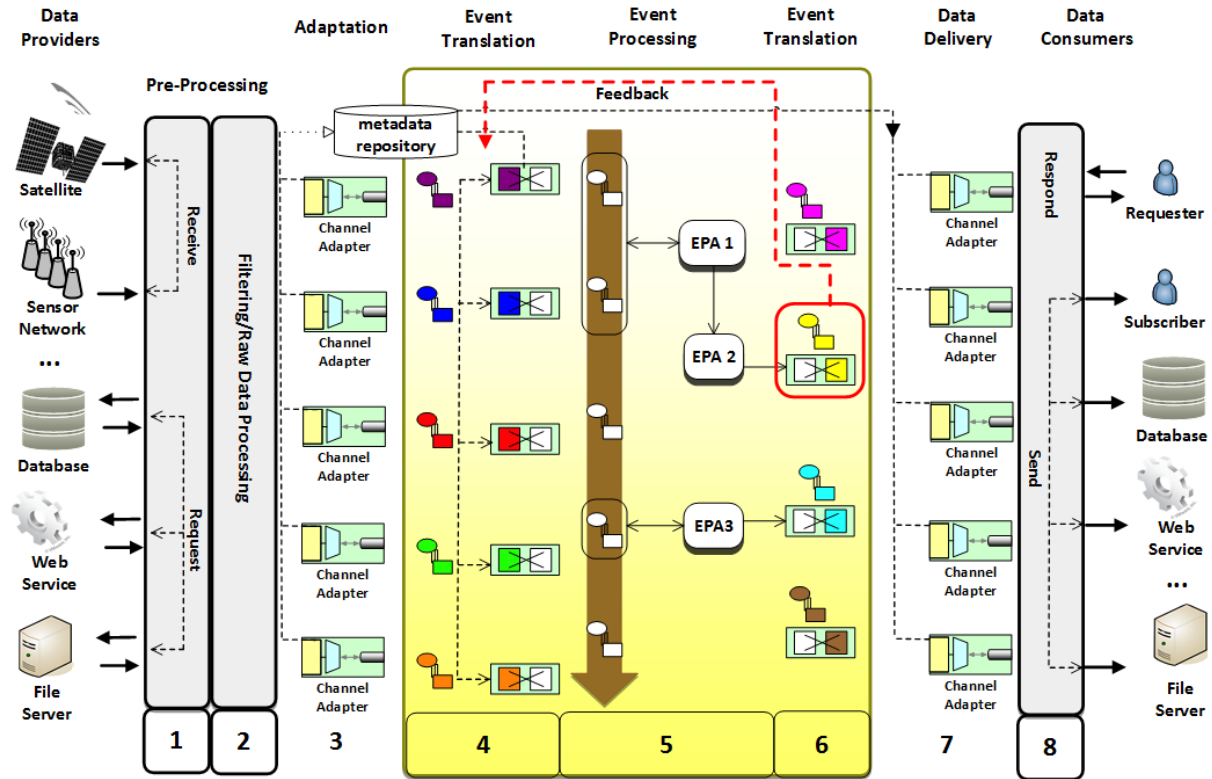 Data
Providers
Pre-Processing
Adaptation
Event
Translation
Event
Processing
Event
Translation
Data
Delivery
Data
Consumers
Satellite
Sensor
Network
...
Database
Web
Service
File
Server
Receive
Request
Filtering/Raw Data Processing
metadata
repository
Channel
Adapter
Channel
Adapter
Channel
Adapter
Channel
Adapter
Channel
Adapter
Feedback
EPA 1
EPA 2
EPA3
Channel
Adapter
Channel
Adapter
Channel
Adapter
Channel
Adapter
Channel
Adapter
Respond
Send
Requester
Subscriber
Database
Web
Service
...
File
Server
1
2
3
4
5
6
7
8